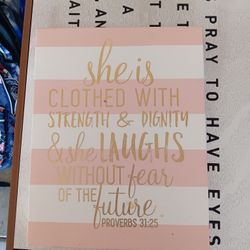 she is
CLOTHED WITH
STRENGTH & DIGNITY
& she LAUGHS
WITHOUT fear
OF THE future
PROVERBS 31:25
PRAY TO HAVE EYES